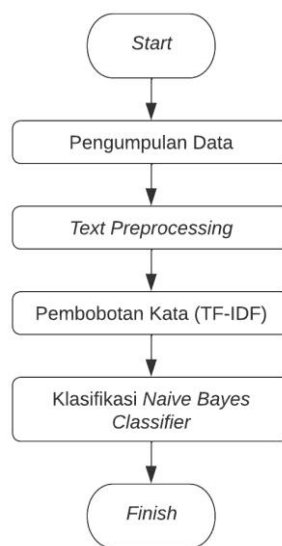 Start
Pengumpulan Data
Text Preprocessing
Pembobotan Kata (TF-IDF)
Klasifikasi Naive Bayes
Classifier
Finish